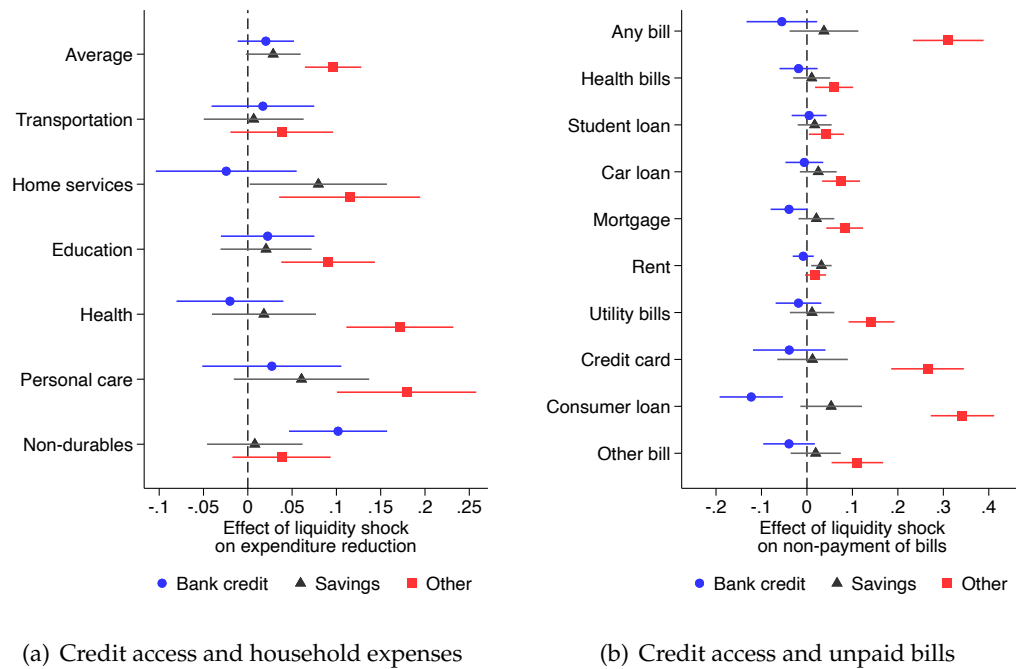 Average
Transportation
Home services
Education
Health
Personal care
Non-durables
-.1 -.05 0 .05 .1 .15 .2 .25
Effect of liquidity shock
on expenditure reduction
Bank credit Savings Other
(a) Credit access and household expenses
Any bill
Health bills
Student loan
Car loan
Mortgage
Rent
Utility bills
Credit card
Consumer loan
Other bill
-.2 -.1 0 .1 .2 .3 .4
Effect of liquidity shock
on non-payment of bills
Bank credit Savings Other
(b) Credit access and unpaid bills